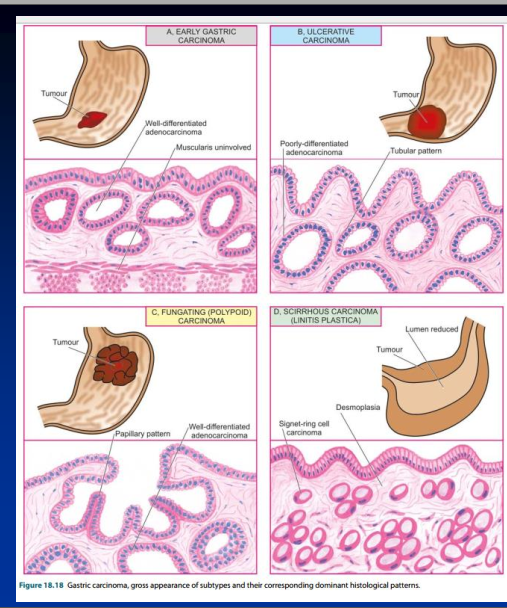 A, EARLY GASTRIC
CARCINOMA
Tumour
Well-differentiated
adenocarcinoma
Muscularis uninvolved
B, ULCERATIVE
CARCINOMA
Tumour
Poorly-differentiated
adenocarcinoma
Tubular pattern
C, FUNGATING (POLYPOID)
CARCINOMA
Tumour
Papillary pattern
Well-differentiated
adenocarcinoma
D, SCIRRHOUS CARCINOMA
(LINITIS PLASTICA)
Lumen reduced
Tumour
Desmoplasia
Signet-ring cell
carcinoma
Figure 18.18 Gastric carcinoma, gross appearance of subtypes and their corresponding dominant histological patterns.